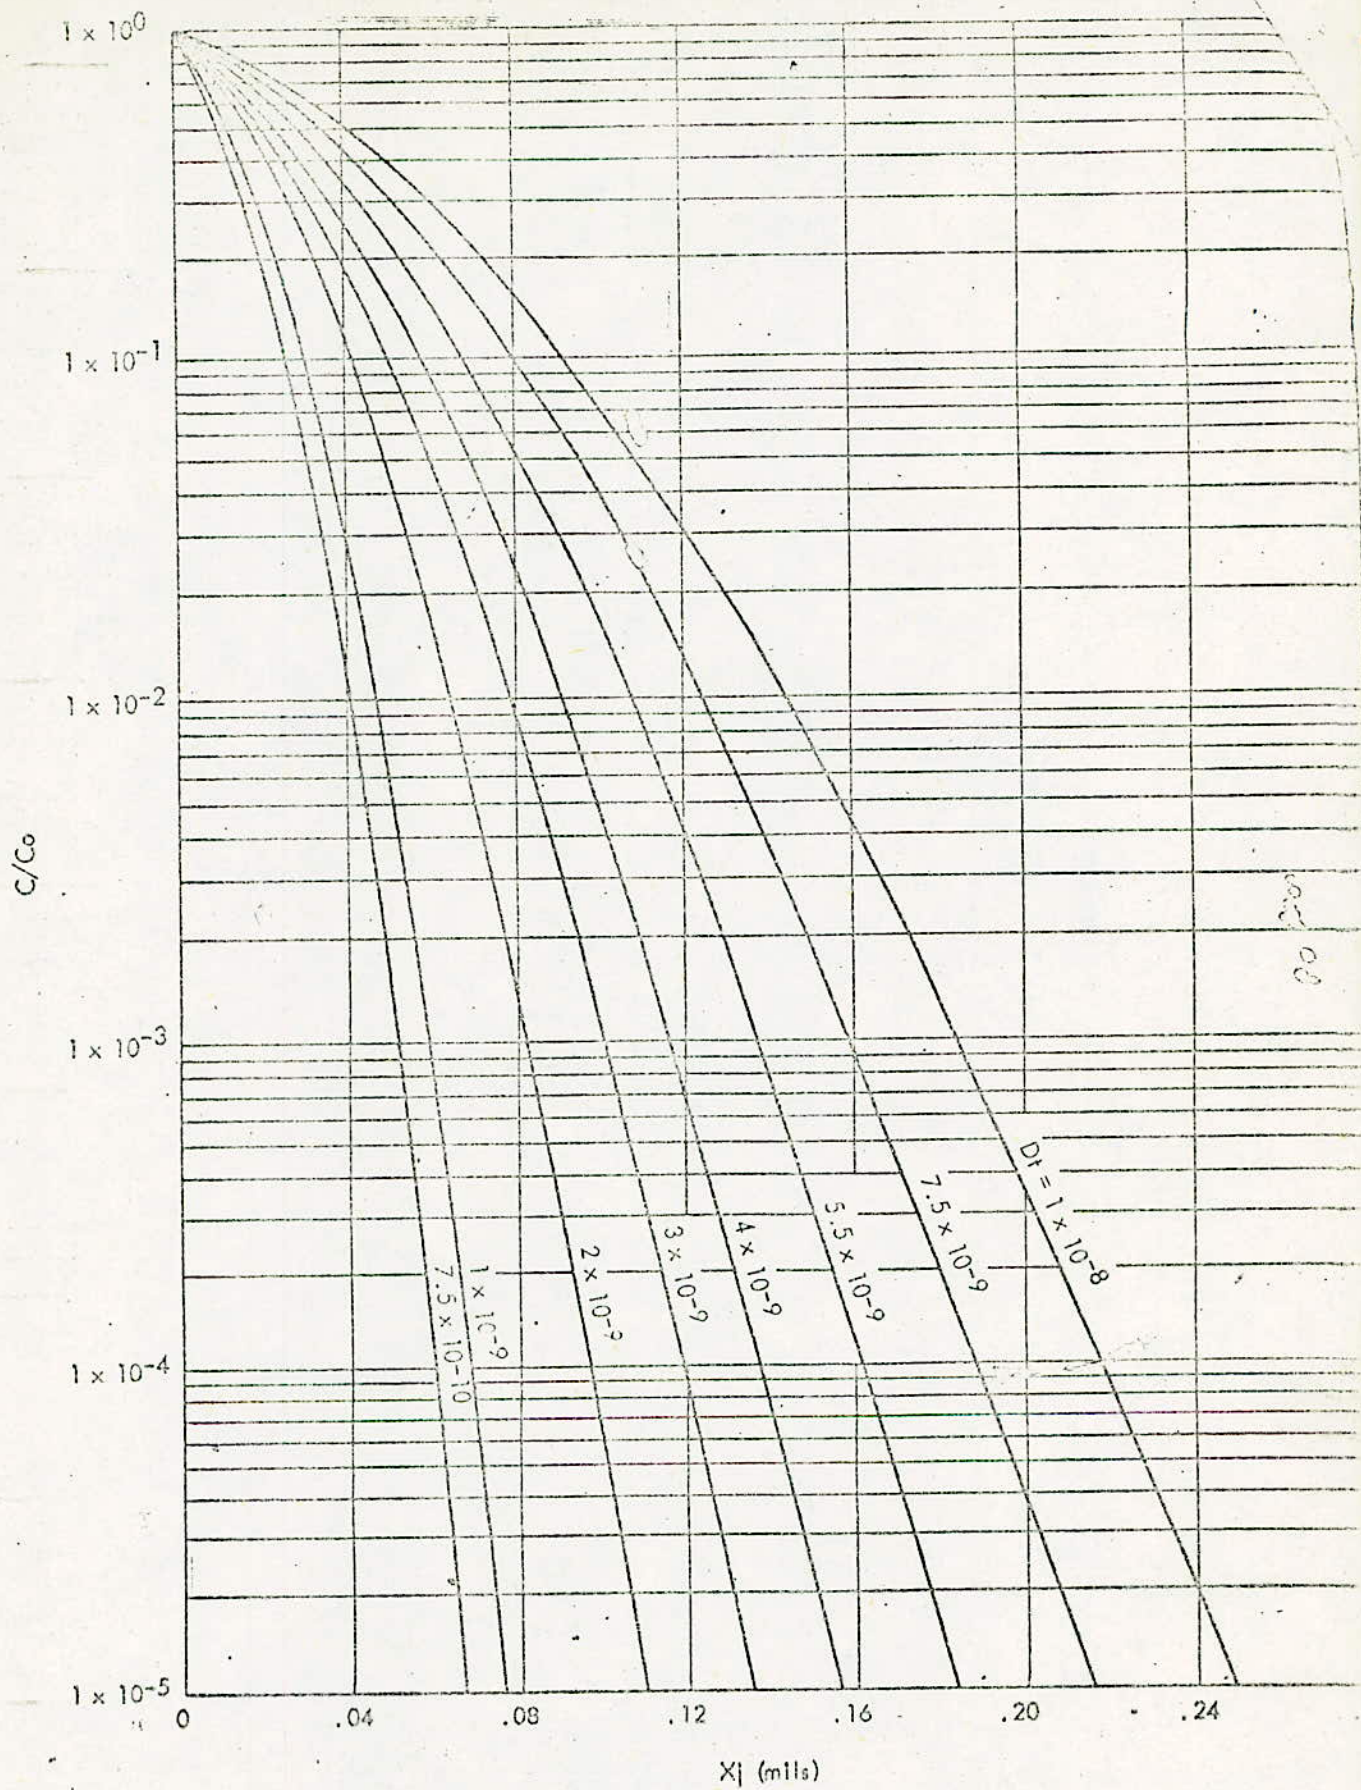 1 × 10⁰
1 × 10⁻¹
1 × 10⁻²
C/Co
1 × 10⁻³
1 × 10⁻⁴
1 × 10⁻⁵
7.5 × 10-10
1 × 10-9
2 × 10-9
3 × 10-9
4 × 10-9
5.5 × 10-9
7.5 × 10-9
Dt = 1 × 10-8
0 .04 .08 .12 .16 .20 .24
Xj (mils)